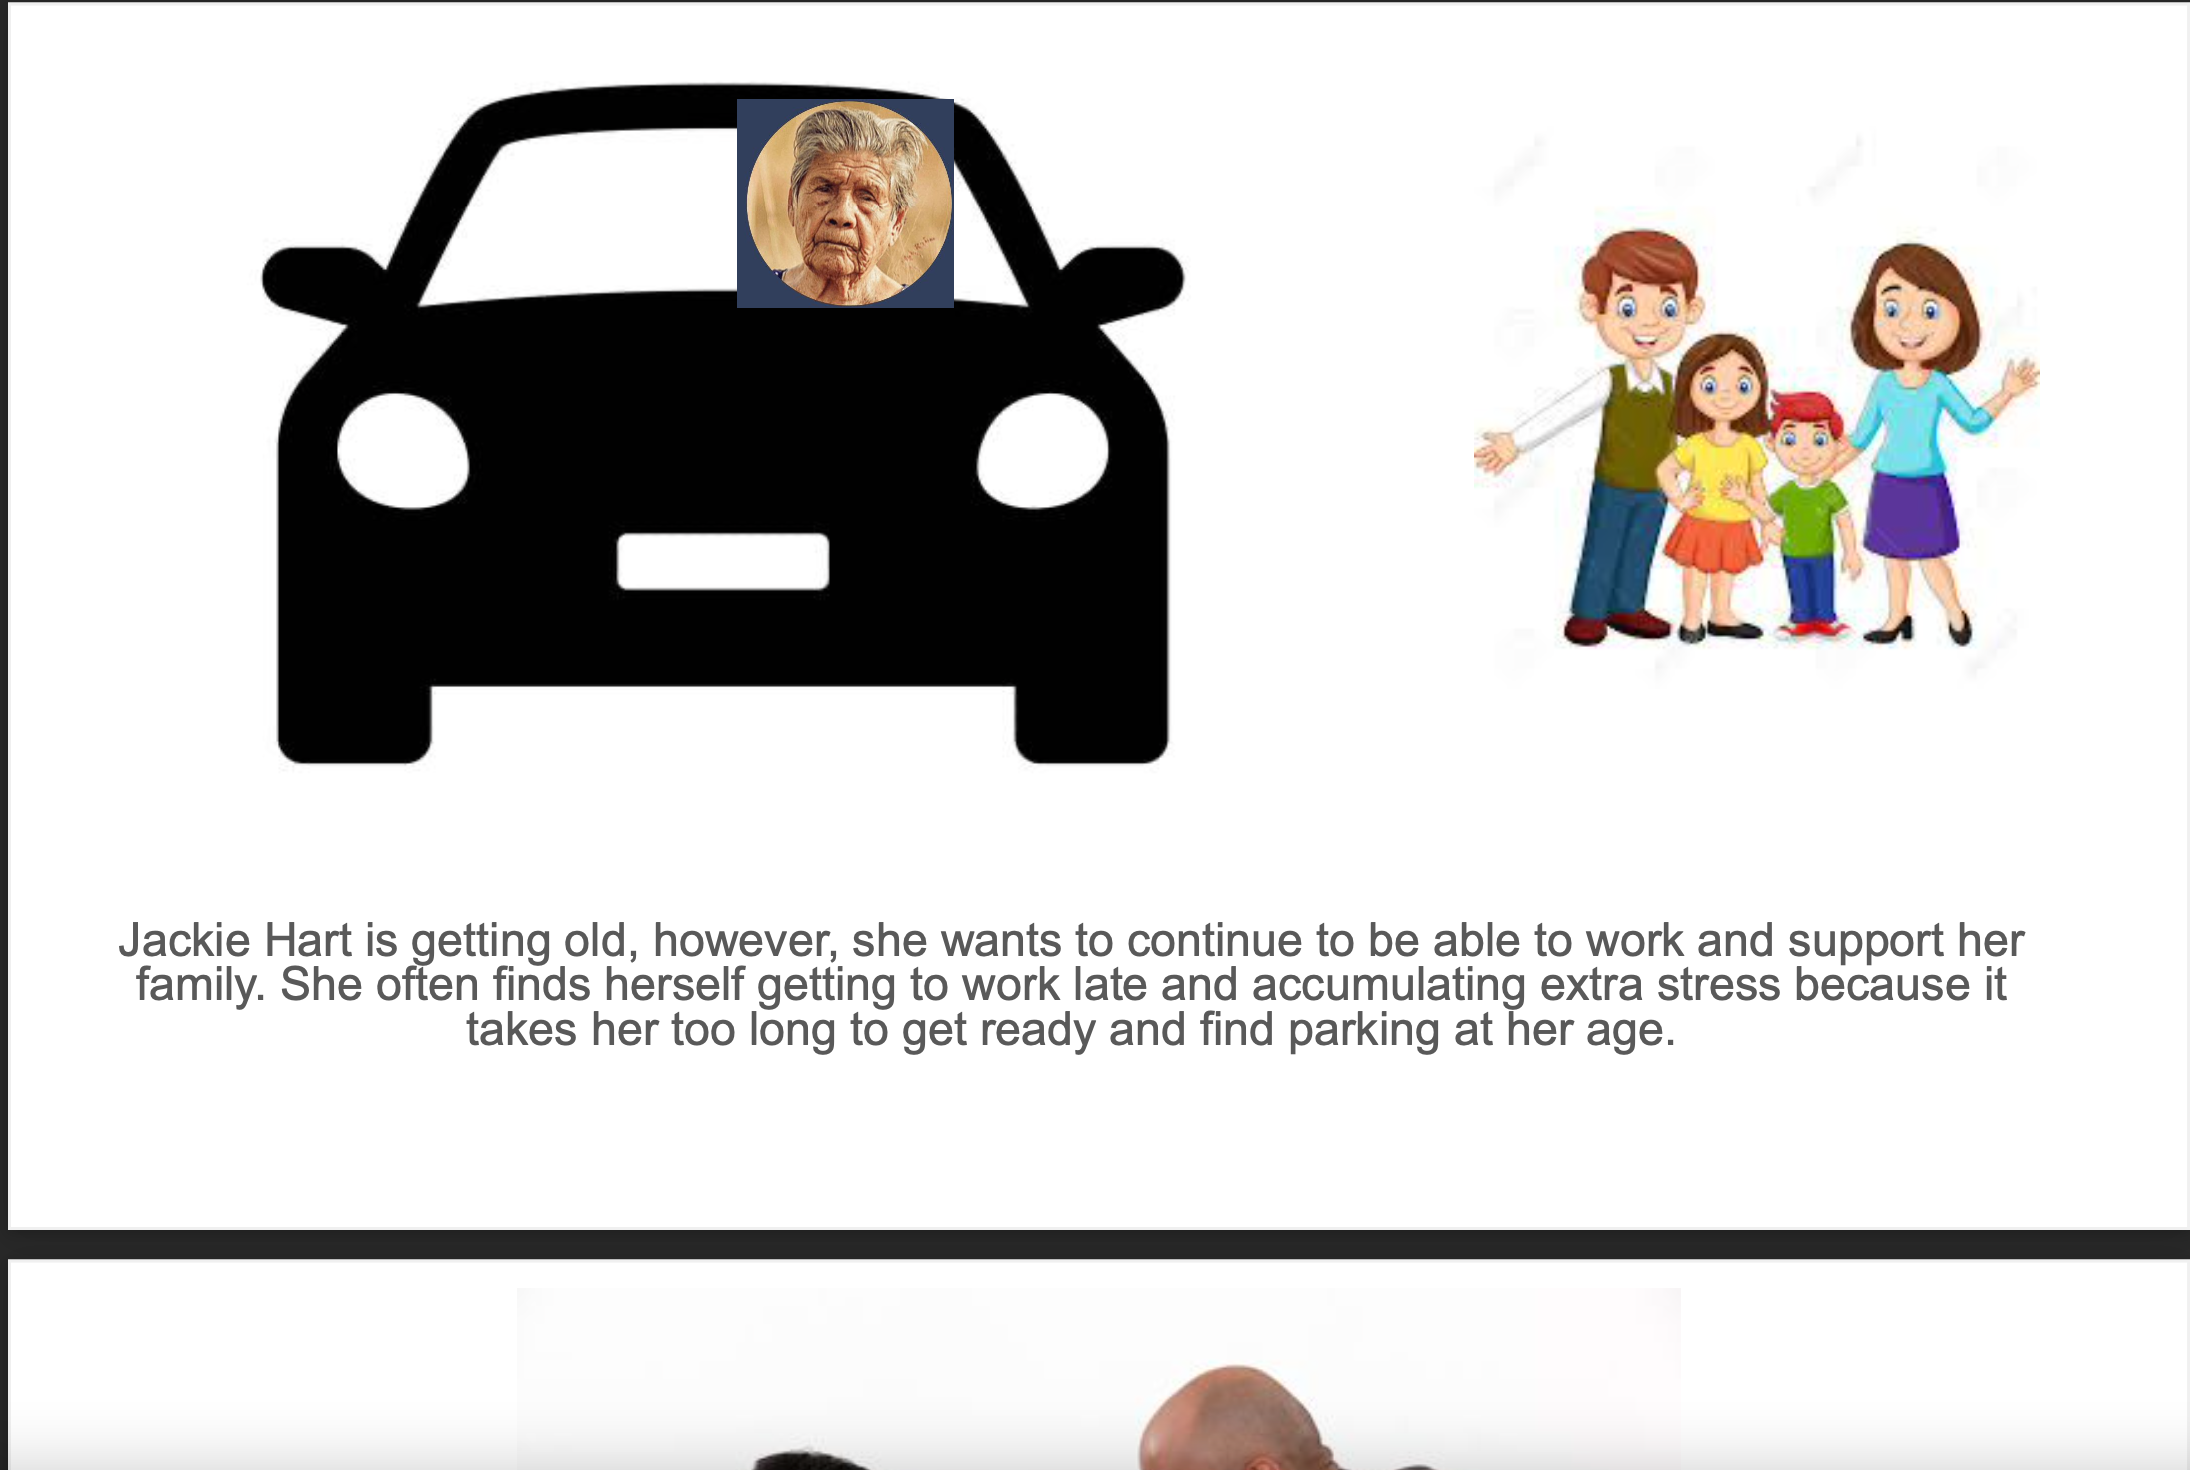 Jackie Hart is getting old, however, she wants to continue to be able to work and support her
family. She often finds herself getting to work late and accumulating extra stress because it
takes her too long to get ready and find parking at her age.